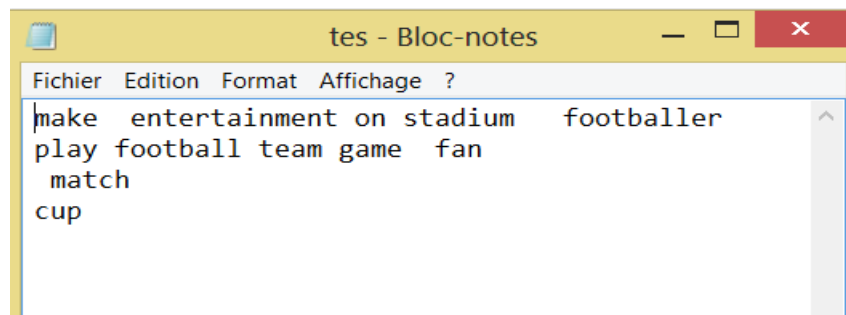 tes - Bloc-notes
Fichier Edition Format Affichage ?
make  entertainment on stadium   footballer
play football team game  fan
 match
cup